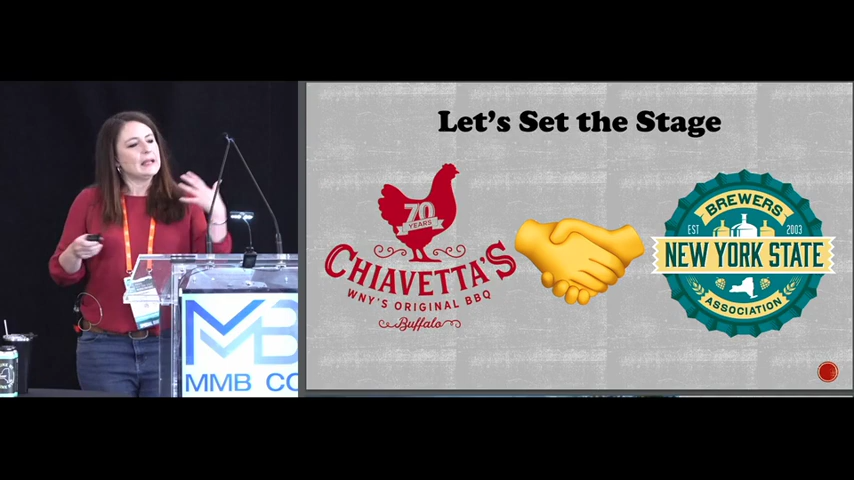 Let's Set the Stage
70
YEARS
CHIAVETTA'S
WNY'S ORIGINAL BBQ
Buffalo
BREWERS
EST 2003
NEW YORK STATE
ASSOCIATION
MMB CO